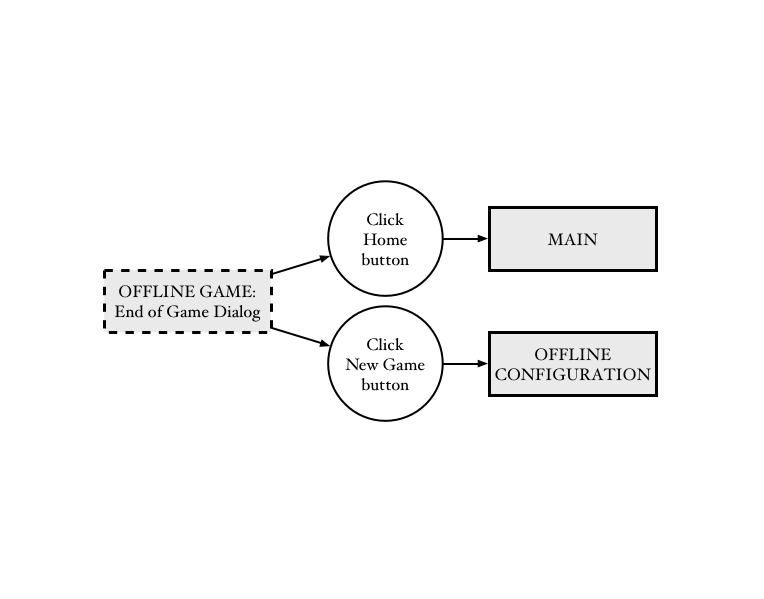 Click
Home
button
MAIN
OFFLINE GAME:
End of Game Dialog
Click
New Game
button
OFFLINE
CONFIGURATION